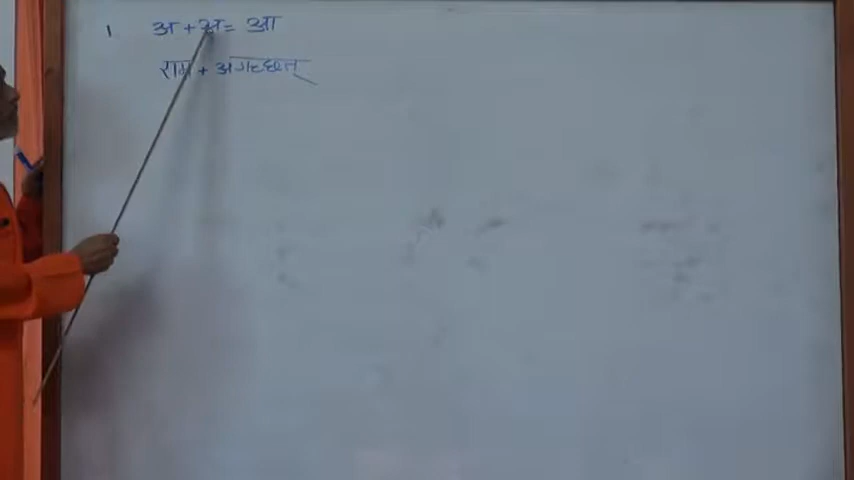 1 अ + अ = आ
राम + अगच्छत्